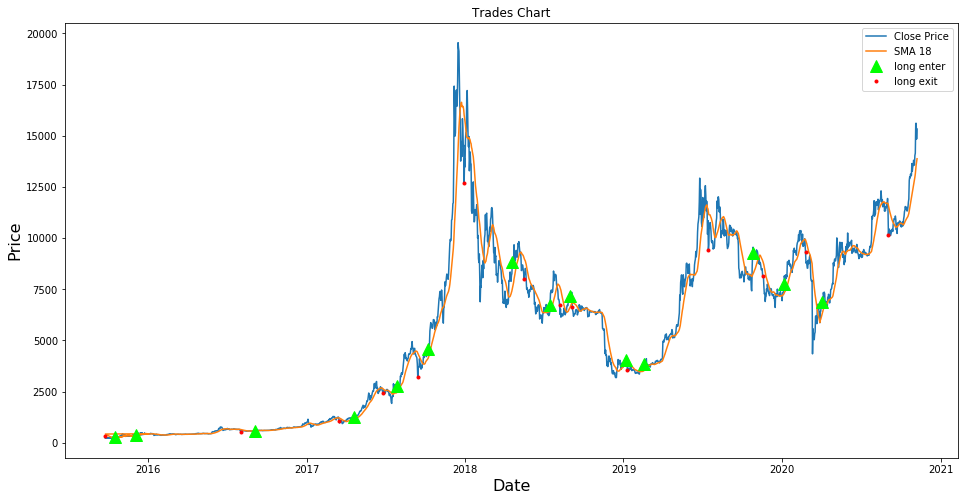 Trades Chart
Close Price
SMA 18
long enter
long exit
Price
20000
17500
15000
12500
10000
7500
5000
2500
0
2016
2017
2018
2019
2020
2021
Date